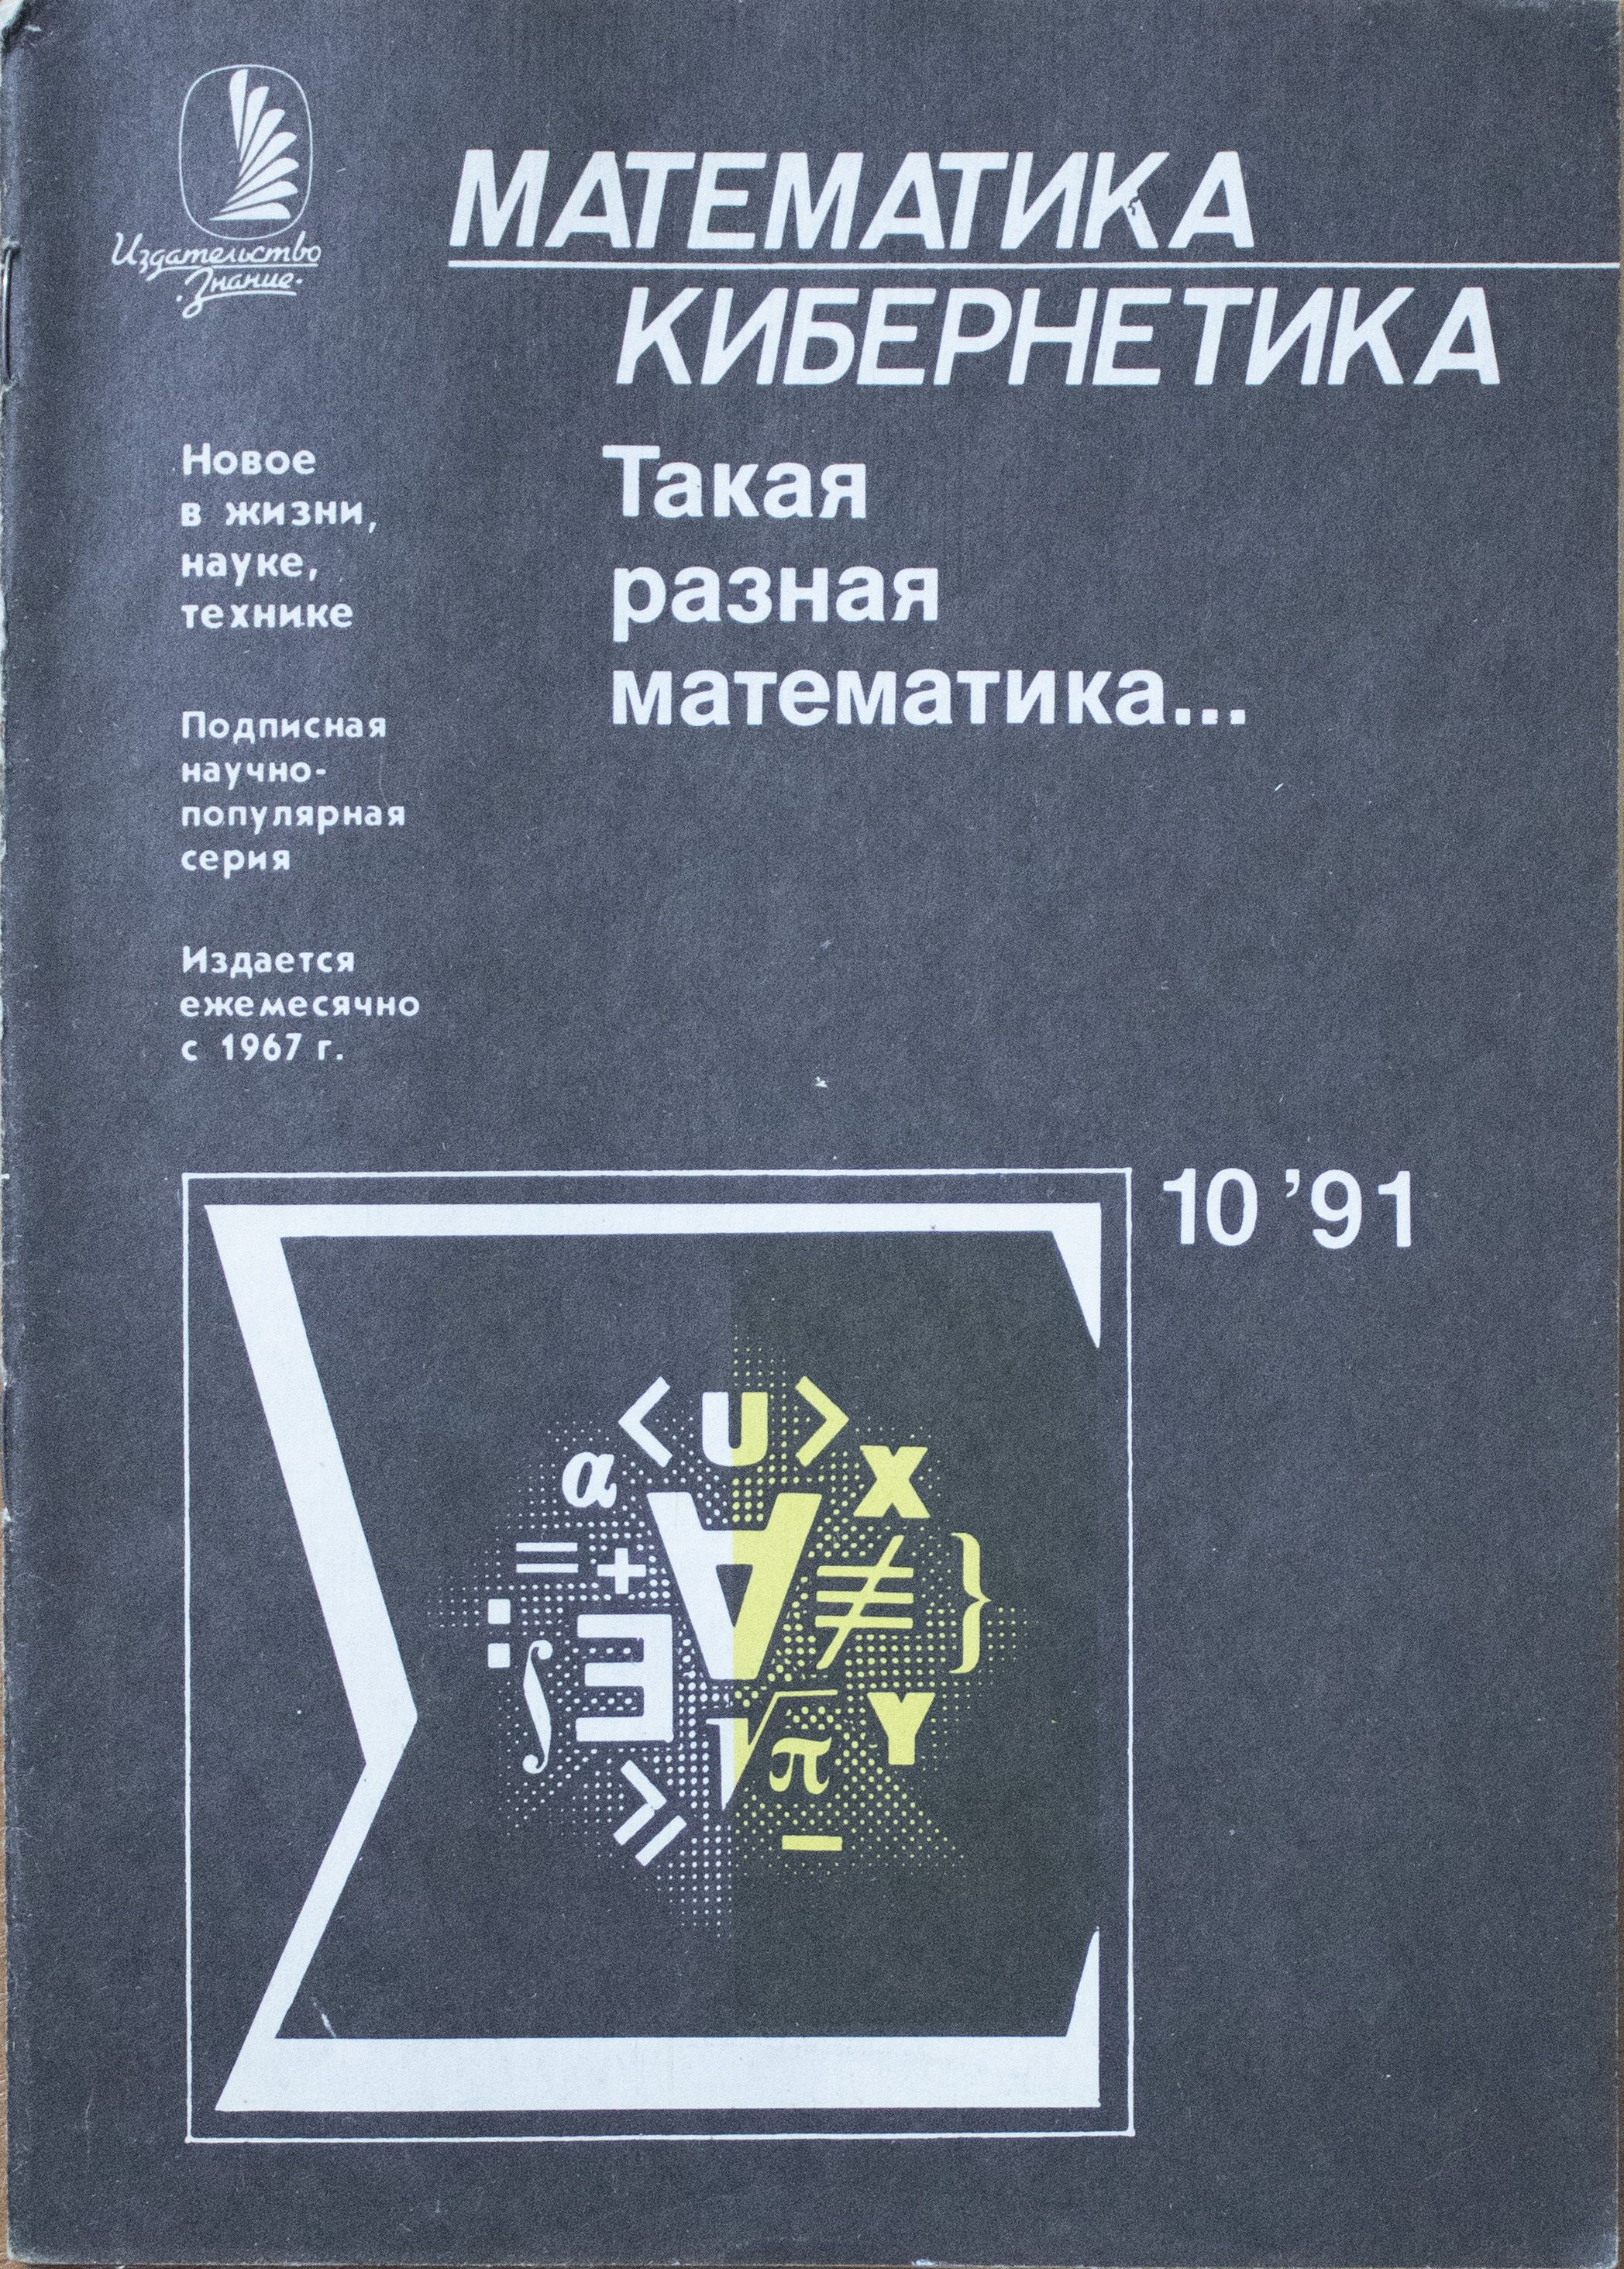 Издательство
·Знание·
МАТЕМАТИКА
КИБЕРНЕТИКА
Новое
в жизни,
науке,
технике
Подписная
научно-
популярная
серия
Издается
ежемесячно
с 1967 г.
Такая
разная
математика...
10 '91
< U >
α X
∀
= + ≢ }
: ∫ ∃
√π Y
⩾ –